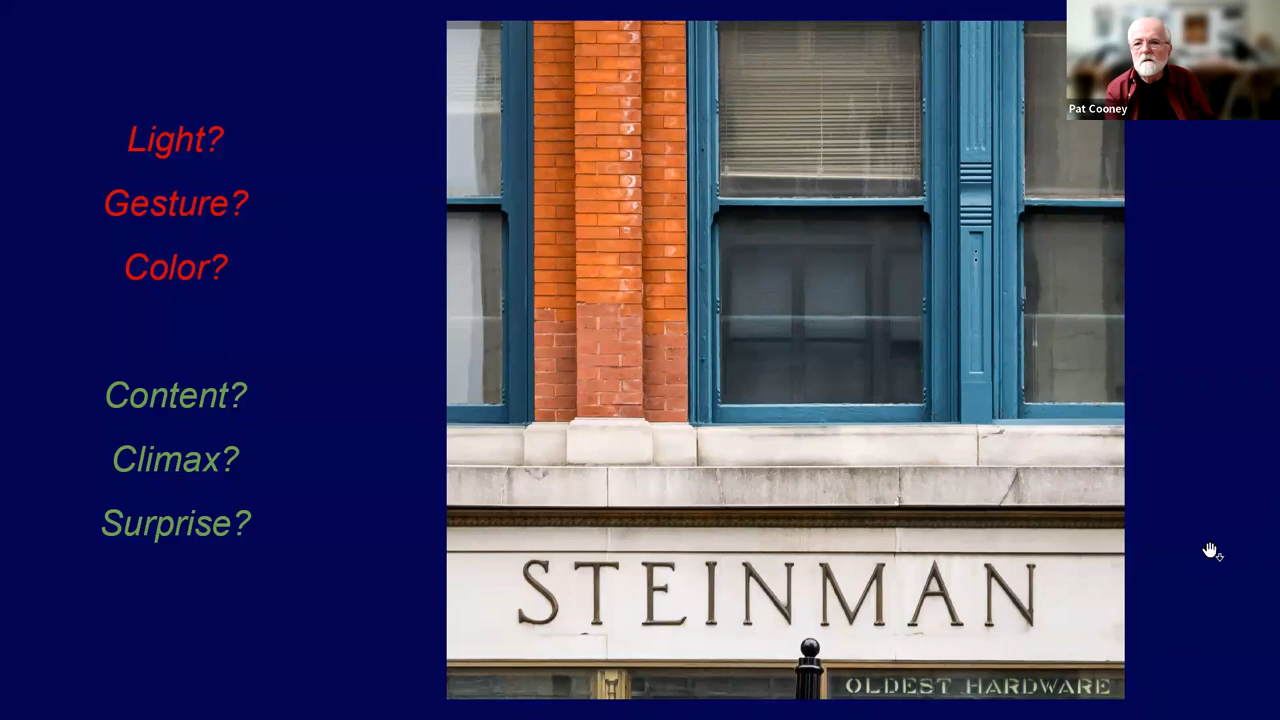 Light?
Gesture?
Color?
Content?
Climax?
Surprise?
STEINMAN
OLDEST HARDWARE
Pat Cooney